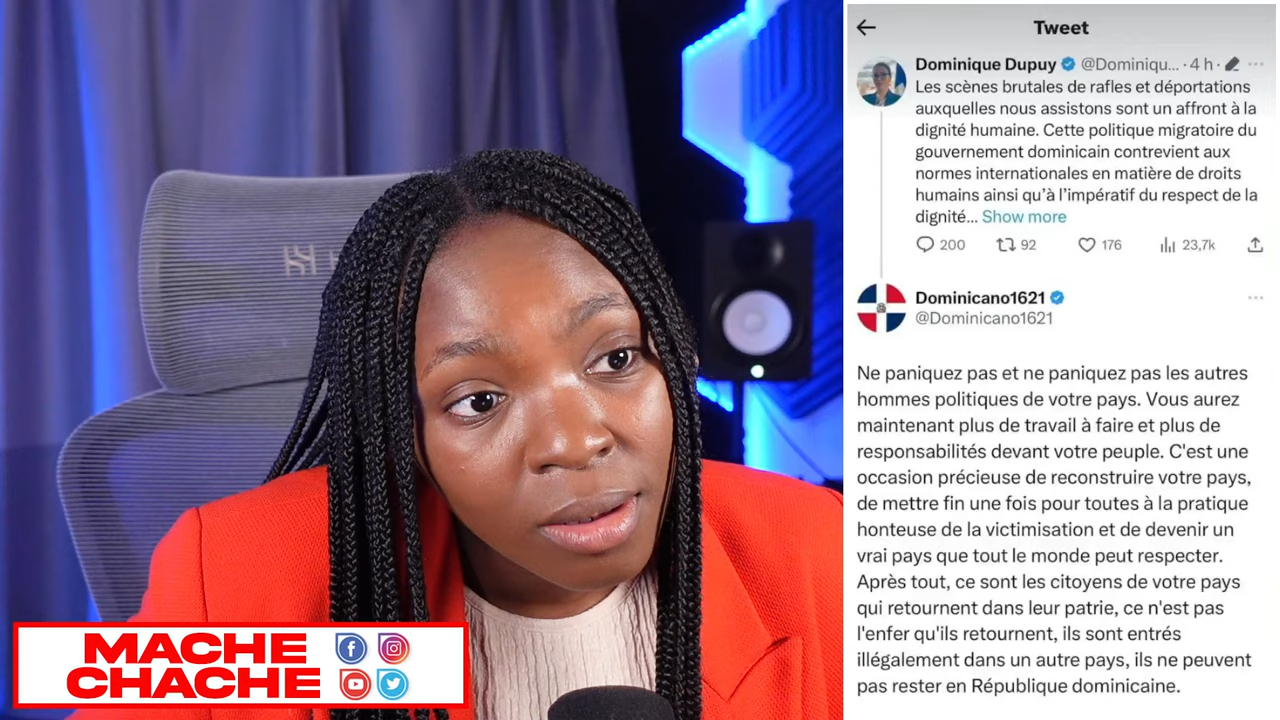 MACHE
CHACHE
Tweet
Dominique Dupuy @Dominiqu... · 4 h ·
Les scènes brutales de rafles et déportations
auxquelles nous assistons sont un affront à la
dignité humaine. Cette politique migratoire du
gouvernement dominicain contrevient aux
normes internationales en matière de droits
humains ainsi qu'à l'impératif du respect de la
dignité... Show more
200 92 176 23,7k
Dominicano1621
@Dominicano1621
Ne paniquez pas et ne paniquez pas les autres
hommes politiques de votre pays. Vous aurez
maintenant plus de travail à faire et plus de
responsabilités devant votre peuple. C'est une
occasion précieuse de reconstruire votre pays,
de mettre fin une fois pour toutes à la pratique
honteuse de la victimisation et de devenir un
vrai pays que tout le monde peut respecter.
Après tout, ce sont les citoyens de votre pays
qui retournent dans leur patrie, ce n'est pas
l'enfer qu'ils retournent, ils sont entrés
illégalement dans un autre pays, ils ne peuvent
pas rester en République dominicaine.